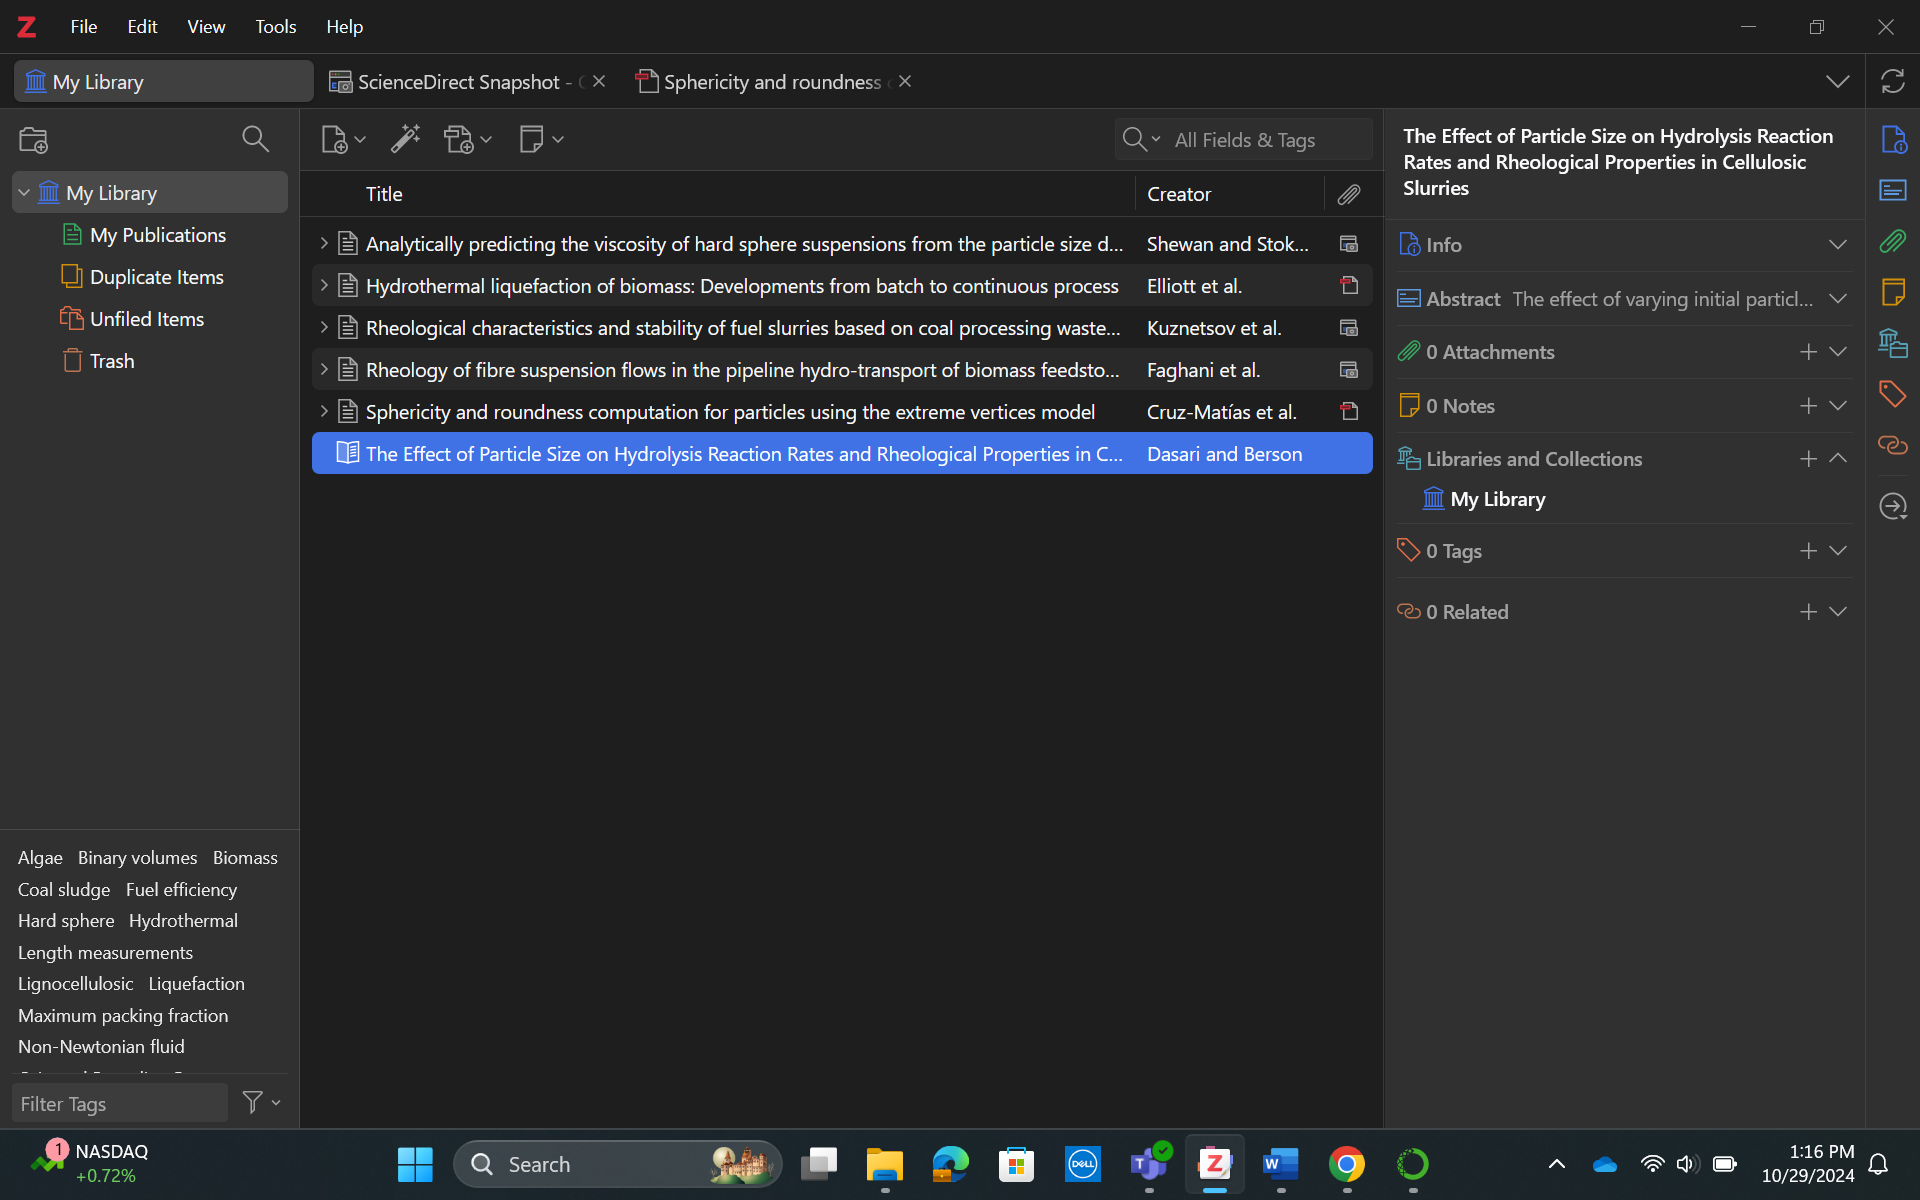 File Edit View Tools Help
My Library
ScienceDirect Snapshot -
Sphericity and roundness
All Fields & Tags
My Library
My Publications
Duplicate Items
Unfiled Items
Trash
Title Creator
Analytically predicting the viscosity of hard sphere suspensions from the particle size d... Shewan and Stok...
Hydrothermal liquefaction of biomass: Developments from batch to continuous process Elliott et al.
Rheological characteristics and stability of fuel slurries based on coal processing waste... Kuznetsov et al.
Rheology of fibre suspension flows in the pipeline hydro-transport of biomass feedsto... Faghani et al.
Sphericity and roundness computation for particles using the extreme vertices model Cruz-Matías et al.
The Effect of Particle Size on Hydrolysis Reaction Rates and Rheological Properties in C... Dasari and Berson
The Effect of Particle Size on Hydrolysis Reaction
Rates and Rheological Properties in Cellulosic
Slurries
Info
Abstract The effect of varying initial particl...
0 Attachments
0 Notes
Libraries and Collections
My Library
0 Tags
0 Related
Algae Binary volumes Biomass
Coal sludge Fuel efficiency
Hard sphere Hydrothermal
Length measurements
Lignocellulosic Liquefaction
Maximum packing fraction
Non-Newtonian fluid
Filter Tags
1
NASDAQ
+0.72%
Search
DELL
1:16 PM
10/29/2024